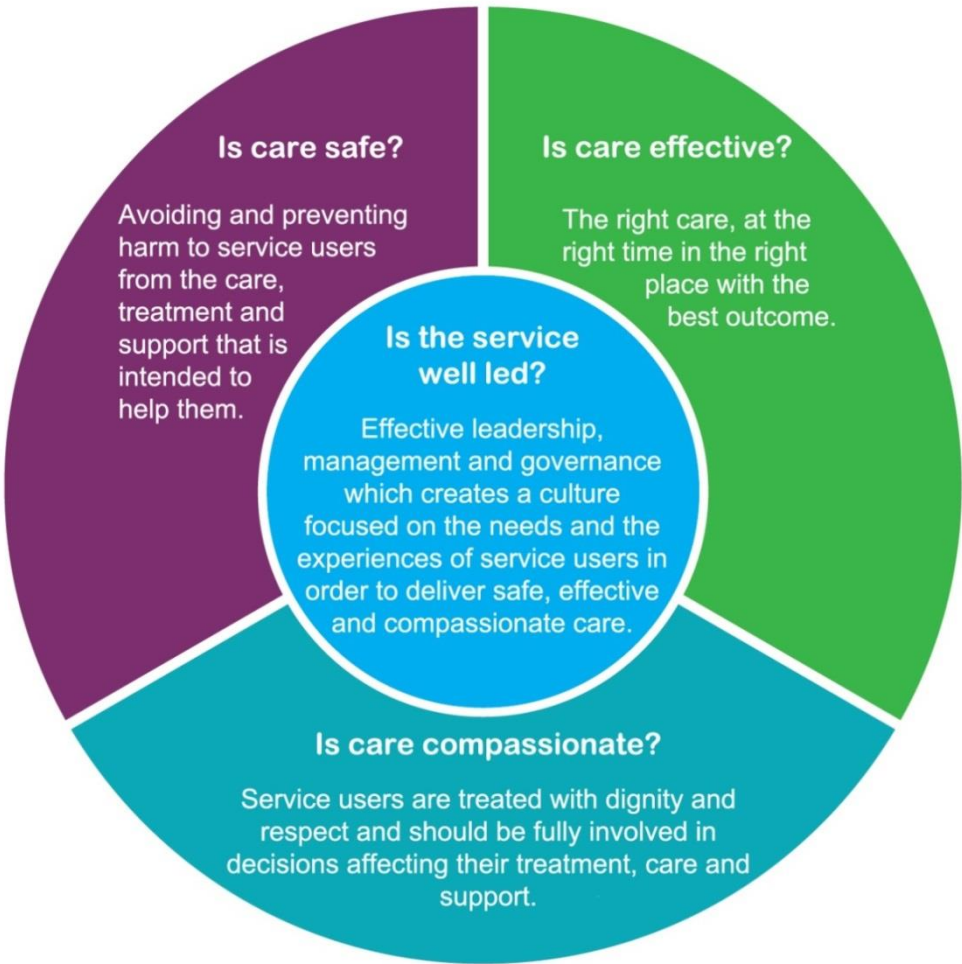 Is care safe?
Avoiding and preventing
harm to service users
from the care,
treatment and
support that is
intended to
help them.
Is care effective?
The right care, at the
right time in the right
place with the
best outcome.
Is the service
well led?
Effective leadership,
management and governance
which creates a culture
focused on the needs and the
experiences of service users in
order to deliver safe, effective
and compassionate care.
Is care compassionate?
Service users are treated with dignity and
respect and should be fully involved in
decisions affecting their treatment, care and
support.